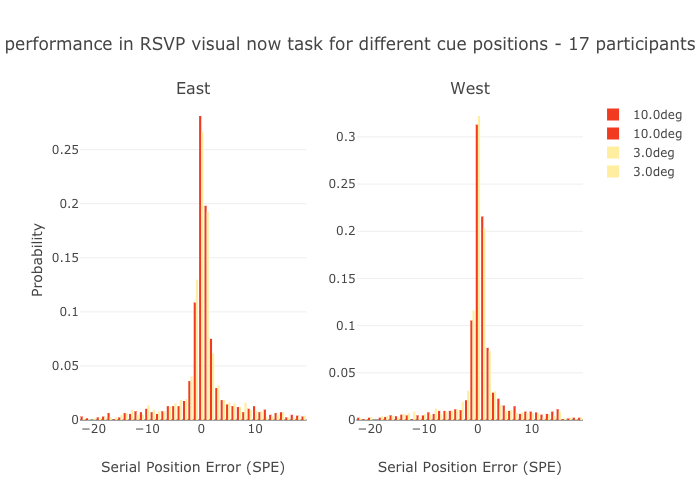 performance in RSVP visual now task for different cue positions - 17 participants
East
West
10.0deg
10.0deg
3.0deg
3.0deg
Probability
0.25
0.2
0.15
0.1
0.05
0
−20
−10
0
10
Serial Position Error (SPE)
0.3
0.25
0.2
0.15
0.1
0.05
0
−20
−10
0
10
Serial Position Error (SPE)